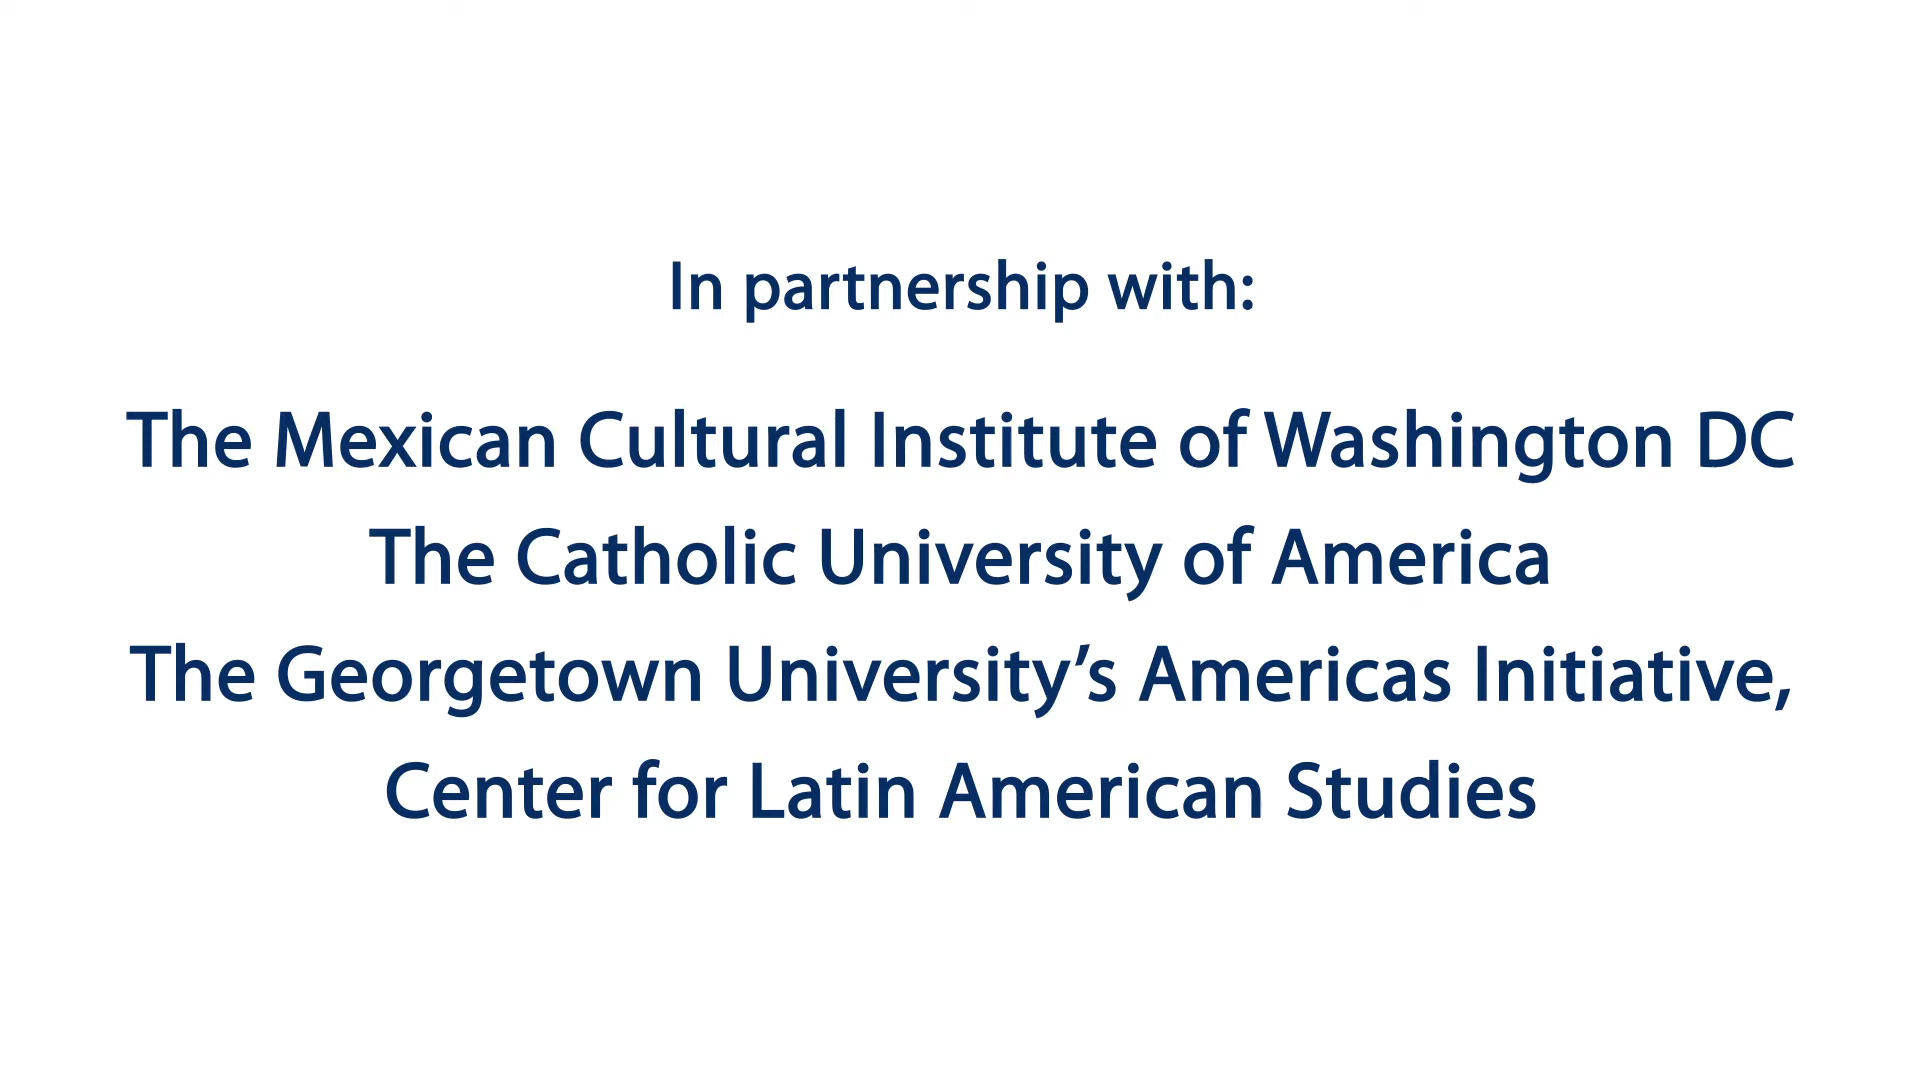 In partnership with:
The Mexican Cultural Institute of Washington DC
The Catholic University of America
The Georgetown University’s Americas Initiative,
Center for Latin American Studies